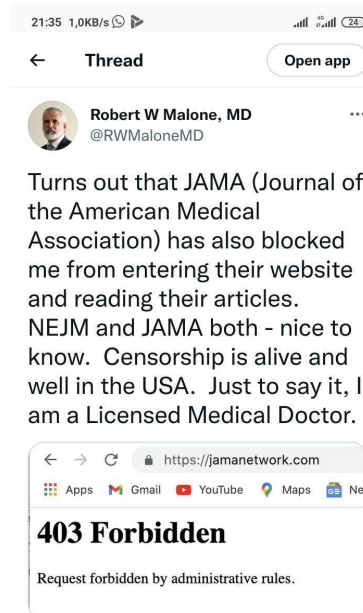 21:35 1,0KB/s 4G 24
← Thread Open app
Robert W Malone, MD
@RWMaloneMD
Turns out that JAMA (Journal of
the American Medical
Association) has also blocked
me from entering their website
and reading their articles.
NEJM and JAMA both - nice to
know. Censorship is alive and
well in the USA. Just to say it, I
am a Licensed Medical Doctor.
https://jamanetwork.com
Apps Gmail YouTube Maps GE Ne
403 Forbidden
Request forbidden by administrative rules.